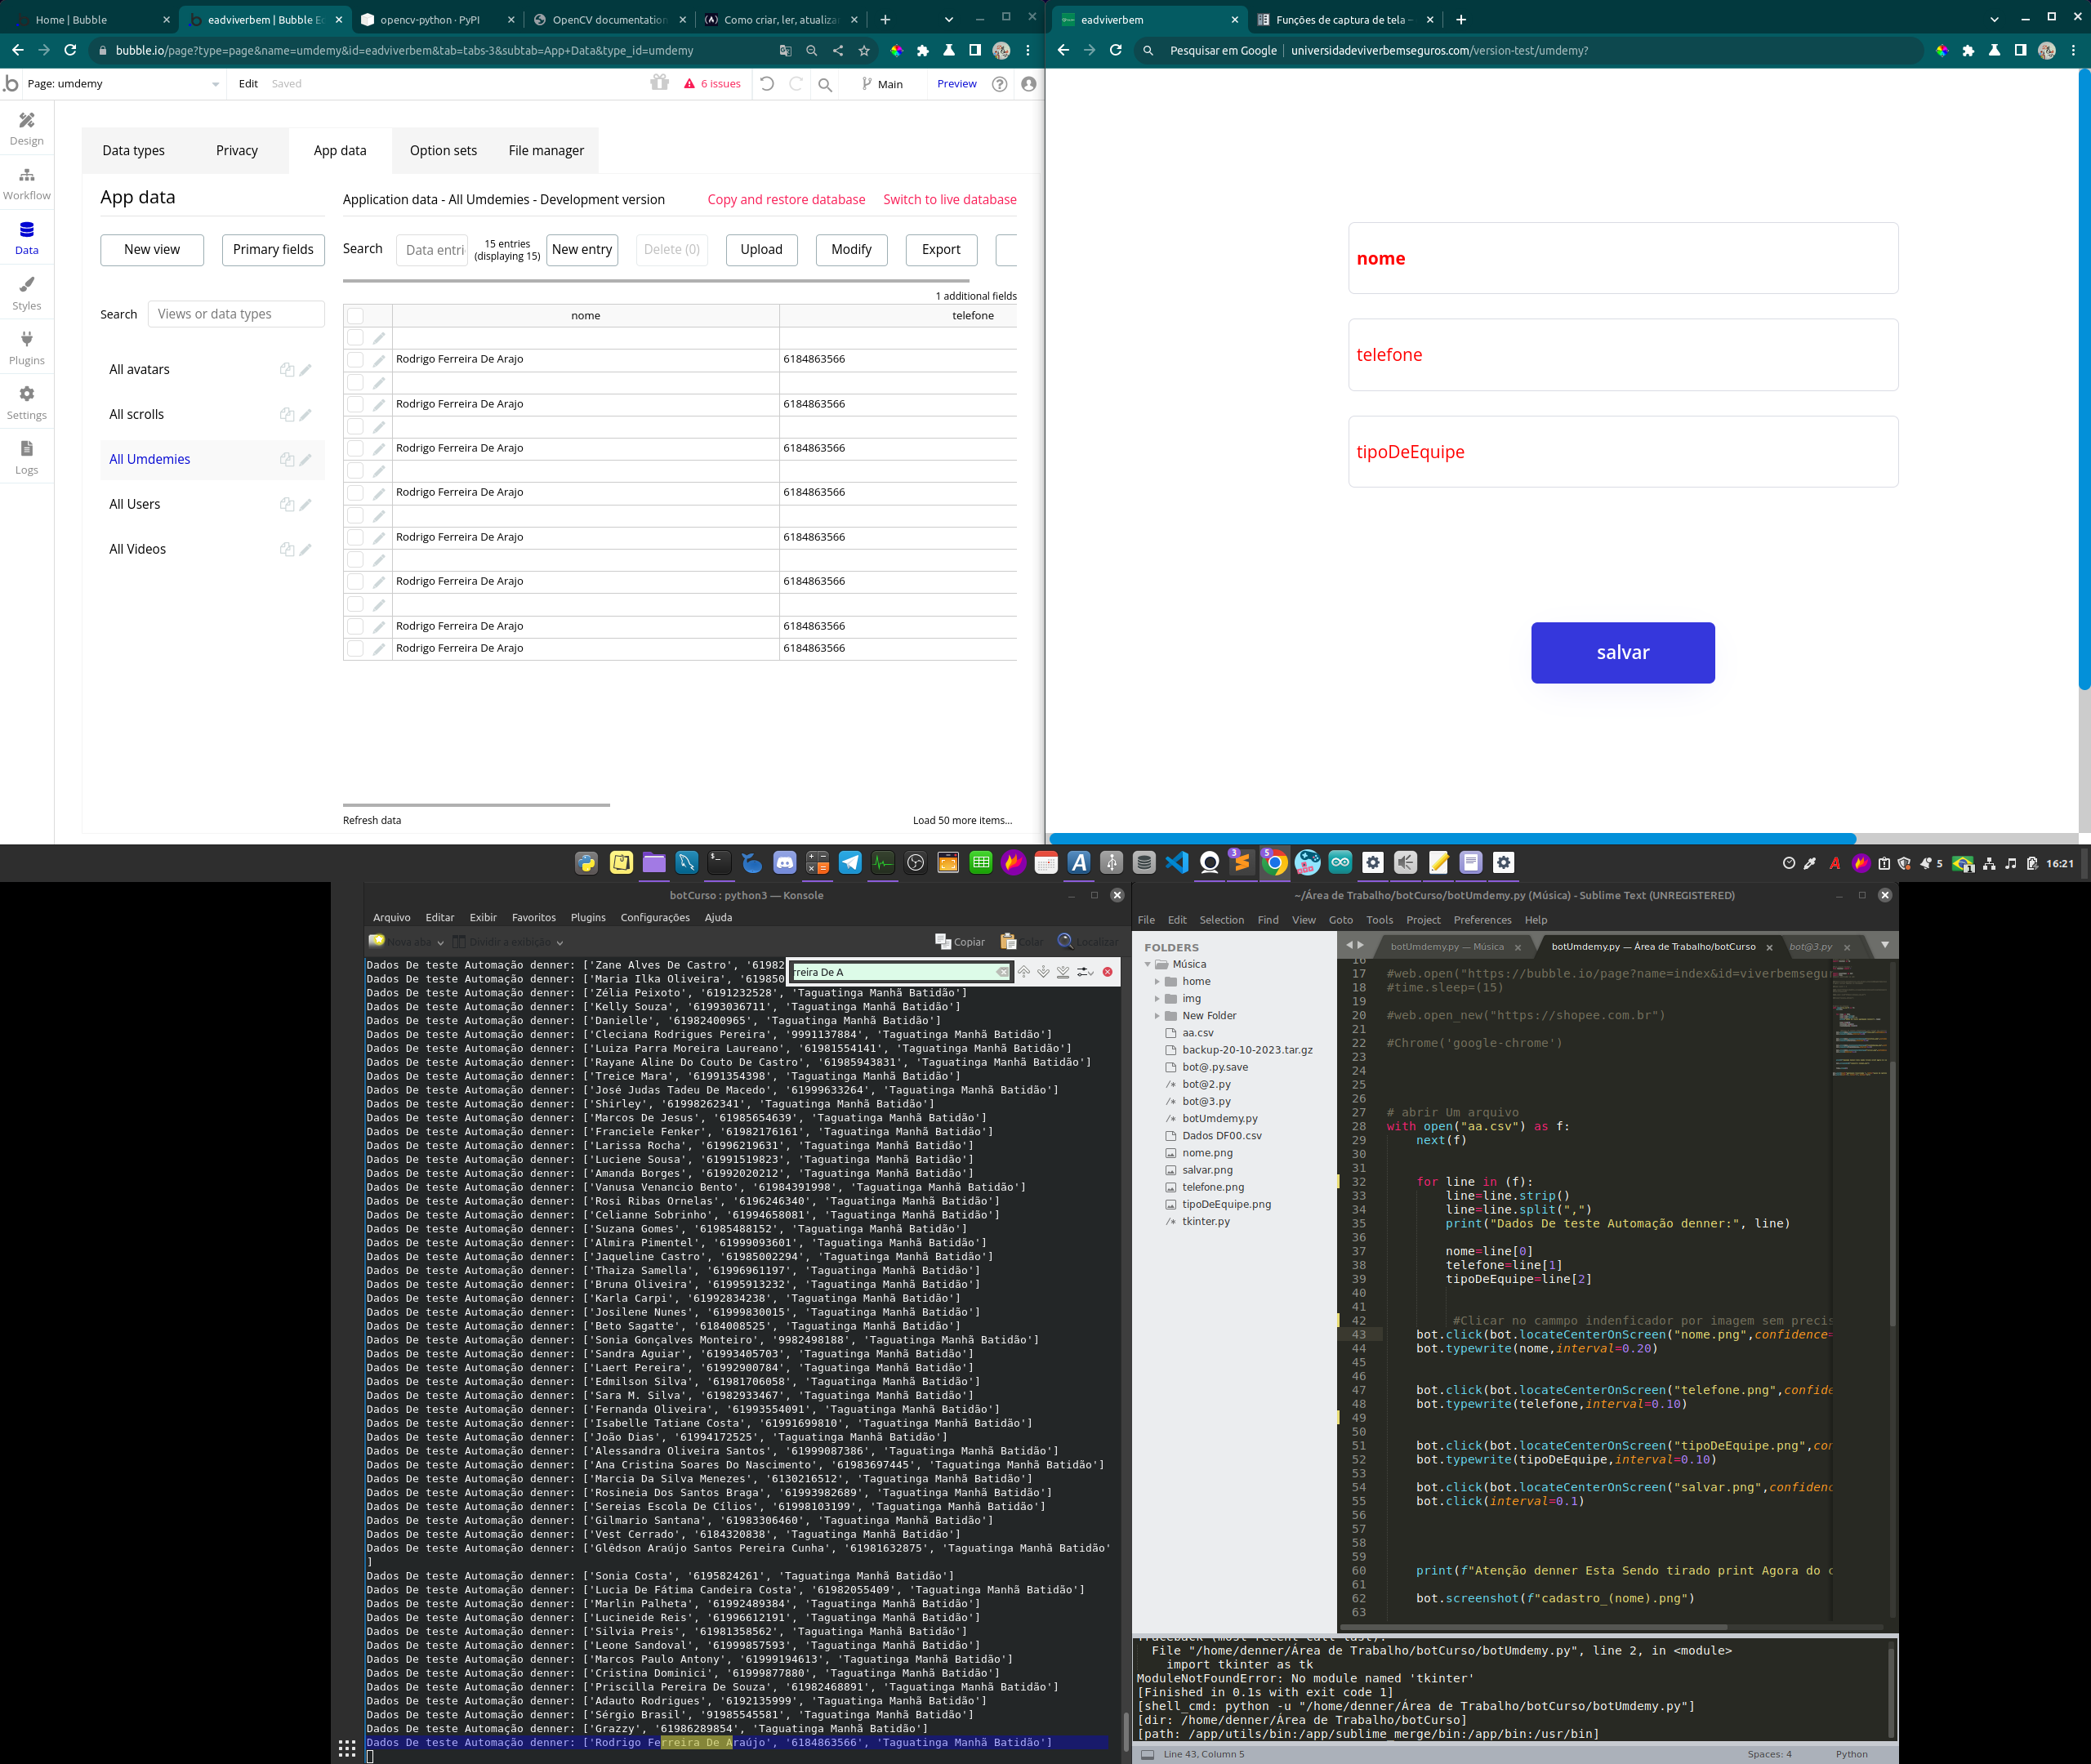 Home | Bubble
eadviverbem | Bubble Ed
opencv-python · PyPI
OpenCV documentation
Como criar, ler, atualiza
bubble.io/page?type=page&name=umdemy&id=eadviverbem&tab=tabs-3&subtab=App+Data&type_id=umdemy
Page: umdemy
Edit
Saved
6 issues
Main
Preview
Design
Workflow
Data
Styles
Plugins
Settings
Logs
Data types
Privacy
App data
Option sets
File manager
App data
New view
Primary fields
Search
Views or data types
All avatars
All scrolls
All Umdemies
All Users
All Videos
Application data - All Umdemies - Development version
Copy and restore database
Switch to live database
Search
Data entri
15 entries
(displaying 15)
New entry
Delete (0)
Upload
Modify
Export
1 additional fields
nome telefone
Rodrigo Ferreira De Arajo 6184863566
Rodrigo Ferreira De Arajo 6184863566
Rodrigo Ferreira De Arajo 6184863566
Rodrigo Ferreira De Arajo 6184863566
Rodrigo Ferreira De Arajo 6184863566
Rodrigo Ferreira De Arajo 6184863566
Rodrigo Ferreira De Arajo 6184863566
Rodrigo Ferreira De Arajo 6184863566
Refresh data
Load 50 more items...
eadviverbem
Funções de captura de tela
Pesquisar em Google | universidadeviverbemseguros.com/version-test/umdemy?
nome
telefone
tipoDeEquipe
salvar
3
5
5
16:21
botCurso : python3 — Konsole
Arquivo Editar Exibir Favoritos Plugins Configurações Ajuda
Nova aba Dividir a exibição Copiar Colar Localizar
rreira De A
Dados De teste Automação denner: ['Zane Alves De Castro', '61982
Dados De teste Automação denner: ['Maria Ilka Oliveira', '619850
Dados De teste Automação denner: ['Zélia Peixoto', '6191232528', 'Taguatinga Manhã Batidão']
Dados De teste Automação denner: ['Kelly Souza', '61993036711', 'Taguatinga Manhã Batidão']
Dados De teste Automação denner: ['Danielle', '61982400965', 'Taguatinga Manhã Batidão']
Dados De teste Automação denner: ['Cleciana Rodrigues Pereira', '9991137884', 'Taguatinga Manhã Batidão']
Dados De teste Automação denner: ['Luiza Parra Moreira Laureano', '61981554141', 'Taguatinga Manhã Batidão']
Dados De teste Automação denner: ['Rayane Aline Do Couto De Castro', '61985943831', 'Taguatinga Manhã Batidão']
Dados De teste Automação denner: ['Treice Mara', '61991354398', 'Taguatinga Manhã Batidão']
Dados De teste Automação denner: ['José Judas Tadeu De Macedo', '61999633264', 'Taguatinga Manhã Batidão']
Dados De teste Automação denner: ['Shirley', '61998262341', 'Taguatinga Manhã Batidão']
Dados De teste Automação denner: ['Marcos De Jesus', '61985654639', 'Taguatinga Manhã Batidão']
Dados De teste Automação denner: ['Franciele Fenker', '61982176161', 'Taguatinga Manhã Batidão']
Dados De teste Automação denner: ['Larissa Rocha', '61996219631', 'Taguatinga Manhã Batidão']
Dados De teste Automação denner: ['Luciene Sousa', '61991519823', 'Taguatinga Manhã Batidão']
Dados De teste Automação denner: ['Amanda Borges', '61992020212', 'Taguatinga Manhã Batidão']
Dados De teste Automação denner: ['Vanusa Venancio Bento', '61984391998', 'Taguatinga Manhã Batidão']
Dados De teste Automação denner: ['Rosi Ribas Ornelas', '6196246340', 'Taguatinga Manhã Batidão']
Dados De teste Automação denner: ['Celianne Sobrinho', '61994658081', 'Taguatinga Manhã Batidão']
Dados De teste Automação denner: ['Suzana Gomes', '61985488152', 'Taguatinga Manhã Batidão']
Dados De teste Automação denner: ['Almira Pimentel', '61999093601', 'Taguatinga Manhã Batidão']
Dados De teste Automação denner: ['Jaqueline Castro', '61985002294', 'Taguatinga Manhã Batidão']
Dados De teste Automação denner: ['Thaiza Samella', '61996961197', 'Taguatinga Manhã Batidão']
Dados De teste Automação denner: ['Bruna Oliveira', '61995913232', 'Taguatinga Manhã Batidão']
Dados De teste Automação denner: ['Karla Carpi', '61992834238', 'Taguatinga Manhã Batidão']
Dados De teste Automação denner: ['Josilene Nunes', '61999830015', 'Taguatinga Manhã Batidão']
Dados De teste Automação denner: ['Beto Sagatte', '6184008525', 'Taguatinga Manhã Batidão']
Dados De teste Automação denner: ['Sonia Gonçalves Monteiro', '9982498188', 'Taguatinga Manhã Batidão']
Dados De teste Automação denner: ['Sandra Aguiar', '61993405703', 'Taguatinga Manhã Batidão']
Dados De teste Automação denner: ['Laert Pereira', '61992900784', 'Taguatinga Manhã Batidão']
Dados De teste Automação denner: ['Edmilson Silva', '61981706058', 'Taguatinga Manhã Batidão']
Dados De teste Automação denner: ['Sara M. Silva', '61982933467', 'Taguatinga Manhã Batidão']
Dados De teste Automação denner: ['Fernanda Oliveira', '61993554091', 'Taguatinga Manhã Batidão']
Dados De teste Automação denner: ['Isabelle Tatiane Costa', '61991699810', 'Taguatinga Manhã Batidão']
Dados De teste Automação denner: ['João Dias', '61994172525', 'Taguatinga Manhã Batidão']
Dados De teste Automação denner: ['Alessandra Oliveira Santos', '61999087386', 'Taguatinga Manhã Batidão']
Dados De teste Automação denner: ['Ana Cristina Soares Do Nascimento', '61983697445', 'Taguatinga Manhã Batidão']
Dados De teste Automação denner: ['Marcia Da Silva Menezes', '6130216512', 'Taguatinga Manhã Batidão']
Dados De teste Automação denner: ['Rosineia Dos Santos Braga', '61993982689', 'Taguatinga Manhã Batidão']
Dados De teste Automação denner: ['Sereias Escola De Cílios', '61998103199', 'Taguatinga Manhã Batidão']
Dados De teste Automação denner: ['Gilmario Santana', '61983306460', 'Taguatinga Manhã Batidão']
Dados De teste Automação denner: ['Vest Cerrado', '6184320838', 'Taguatinga Manhã Batidão']
Dados De teste Automação denner: ['Glêdson Araújo Santos Pereira Cunha', '61981632875', 'Taguatinga Manhã Batidão'
]
Dados De teste Automação denner: ['Sonia Costa', '6195824261', 'Taguatinga Manhã Batidão']
Dados De teste Automação denner: ['Lucia De Fátima Candeira Costa', '61982055409', 'Taguatinga Manhã Batidão']
Dados De teste Automação denner: ['Marlin Palheta', '61992489384', 'Taguatinga Manhã Batidão']
Dados De teste Automação denner: ['Lucineide Reis', '61996612191', 'Taguatinga Manhã Batidão']
Dados De teste Automação denner: ['Silvia Preis', '61981358562', 'Taguatinga Manhã Batidão']
Dados De teste Automação denner: ['Leone Sandoval', '61999857593', 'Taguatinga Manhã Batidão']
Dados De teste Automação denner: ['Marcos Paulo Antony', '61999194613', 'Taguatinga Manhã Batidão']
Dados De teste Automação denner: ['Cristina Dominici', '61999877880', 'Taguatinga Manhã Batidão']
Dados De teste Automação denner: ['Priscilla Pereira De Souza', '61982468891', 'Taguatinga Manhã Batidão']
Dados De teste Automação denner: ['Adauto Rodrigues', '6192135999', 'Taguatinga Manhã Batidão']
Dados De teste Automação denner: ['Sérgio Brasil', '91985545581', 'Taguatinga Manhã Batidão']
Dados De teste Automação denner: ['Grazzy', '61986289854', 'Taguatinga Manhã Batidão']
Dados De teste Automação denner: ['Rodrigo Ferreira De Araújo', '6184863566', 'Taguatinga Manhã Batidão']
~/Área de Trabalho/botCurso/botUmdemy.py (Música) - Sublime Text (UNREGISTERED)
File Edit Selection Find View Goto Tools Project Preferences Help
FOLDERS
Música
home
img
New Folder
aa.csv
backup-20-10-2023.tar.gz
bot@.py.save
bot@2.py
bot@3.py
botUmdemy.py
Dados DF00.csv
nome.png
salvar.png
telefone.png
tipoDeEquipe.png
tkinter.py
botUmdemy.py — Música
botUmdemy.py — Área de Trabalho/botCurso
bot@3.py
16
17 #web.open("https://bubble.io/page?name=index&id=viverbemsegur
18 #time.sleep=(15)
19
20 #web.open_new("https://shopee.com.br")
21
22 #Chrome('google-chrome')
23
24
25
26
27 # abrir Um arquivo
28 with open("aa.csv") as f:
29 next(f)
30
31
32 for line in (f):
33 line=line.strip()
34 line=line.split(",")
35 print("Dados De teste Automação denner:", line)
36
37 nome=line[0]
38 telefone=line[1]
39 tipoDeEquipe=line[2]
40
41
42 #Clicar no cammpo indenficador por imagem sem precis
43 bot.click(bot.locateCenterOnScreen("nome.png",confidence=
44 bot.typewrite(nome,interval=0.20)
45
46
47 bot.click(bot.locateCenterOnScreen("telefone.png",confide
48 bot.typewrite(telefone,interval=0.10)
49
50
51 bot.click(bot.locateCenterOnScreen("tipoDeEquipe.png",con
52 bot.typewrite(tipoDeEquipe,interval=0.10)
53
54 bot.click(bot.locateCenterOnScreen("salvar.png",confidenc
55 bot.click(interval=0.1)
56
57
58
59
60 print(f"Atenção denner Esta Sendo tirado print Agora do c
61
62 bot.screenshot(f"cadastro_(nome).png")
63
Traceback (most recent call last):
File "/home/denner/Área de Trabalho/botCurso/botUmdemy.py", line 2, in <module>
import tkinter as tk
ModuleNotFoundError: No module named 'tkinter'
[Finished in 0.1s with exit code 1]
[shell_cmd: python -u "/home/denner/Área de Trabalho/botCurso/botUmdemy.py"]
[dir: /home/denner/Área de Trabalho/botCurso]
[path: /app/utils/bin:/app/sublime_merge/bin:/app/bin:/usr/bin]
Line 43, Column 5
Spaces: 4
Python